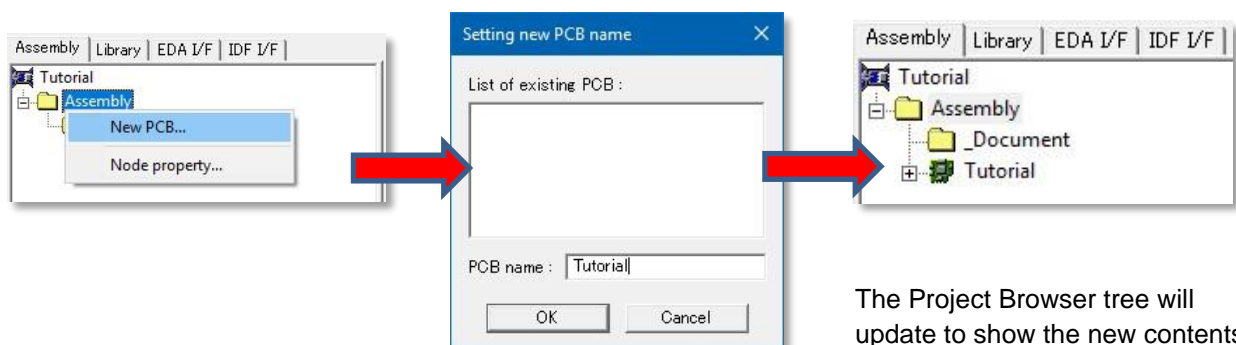 Assembly Library EDA I/F IDF I/F
Tutorial
Assembly
New PCB...
Node property...
Setting new PCB name
List of existing PCB :
PCB name : Tutorial
OK Cancel
Assembly Library EDA I/F IDF I/F
Tutorial
Assembly
_Document
Tutorial
The Project Browser tree will
update to show the new contents